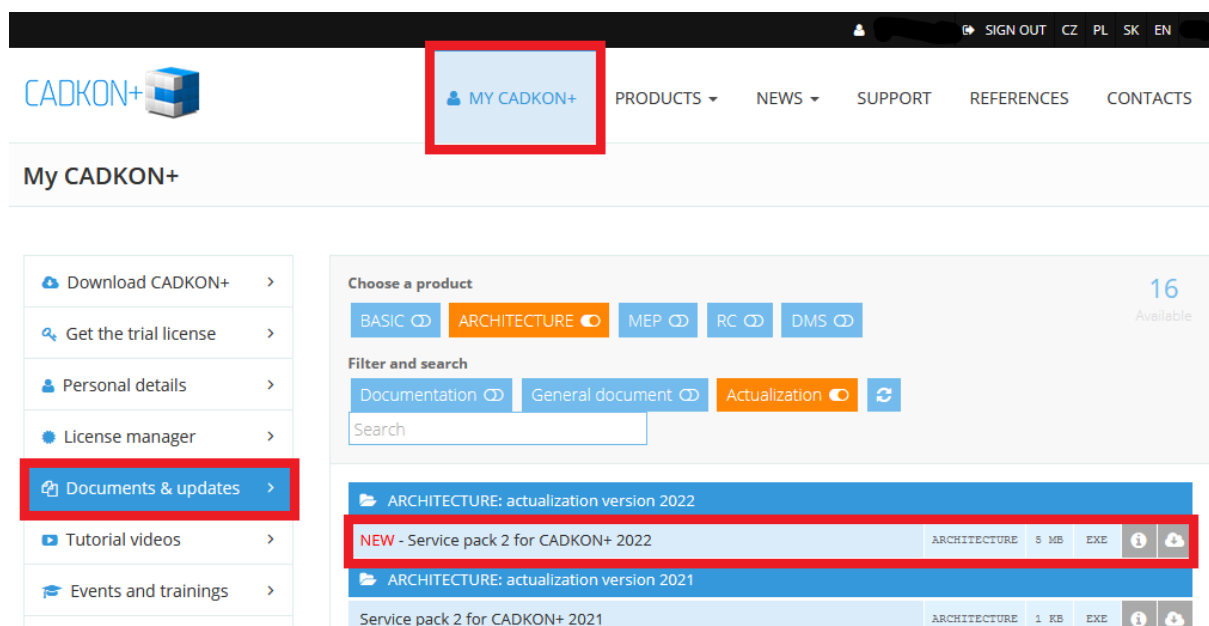 SIGN OUT CZ PL SK EN
CADKON+
MY CADKON+ PRODUCTS NEWS SUPPORT REFERENCES CONTACTS
My CADKON+
Download CADKON+
Get the trial license
Personal details
License manager
Documents & updates
Tutorial videos
Events and trainings
Choose a product
16
Available
BASIC ARCHITECTURE MEP RC DMS
Filter and search
Documentation General document Actualization
Search
ARCHITECTURE: actualization version 2022
NEW - Service pack 2 for CADKON+ 2022 ARCHITECTURE 5 MB EXE
ARCHITECTURE: actualization version 2021
Service pack 2 for CADKON+ 2021 ARCHITECTURE 1 KB EXE